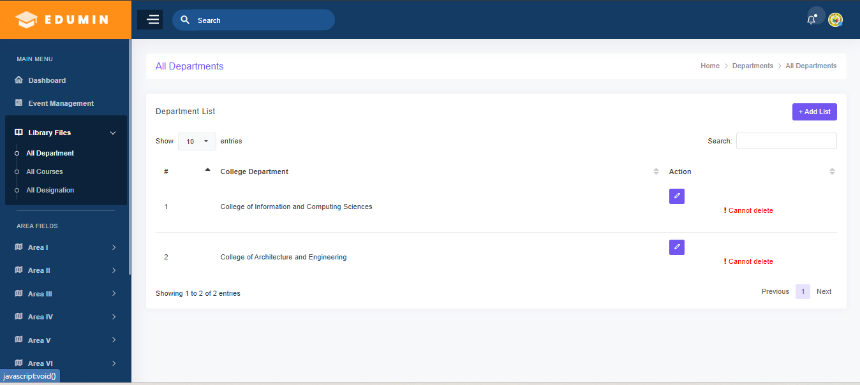 EDUMIN
Search
MAIN MENU
Dashboard
Event Management
Library Files
All Department
All Courses
All Designation
AREA FIELDS
Area I
Area II
Area III
Area IV
Area V
Area VI
javascript:void()
All Departments
Home > Departments > All Departments
Department List
+ Add List
Show 10 entries
Search:
# College Department Action
1 College of Information and Computing Sciences
! Cannot delete
2 College of Architecture and Engineering
! Cannot delete
Showing 1 to 2 of 2 entries
Previous 1 Next